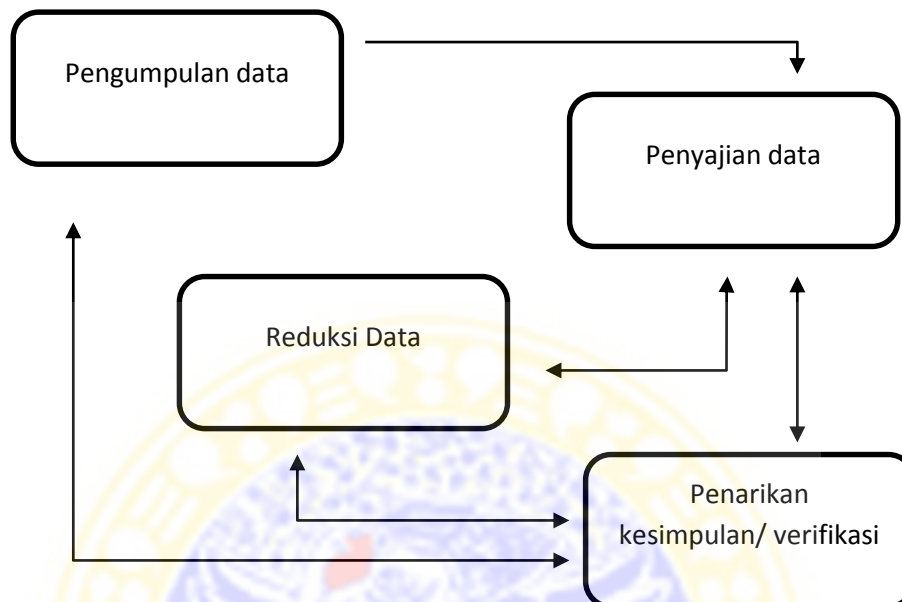 Pengumpulan data
Penyajian data
Reduksi Data
Penarikan
kesimpulan/ verifikasi